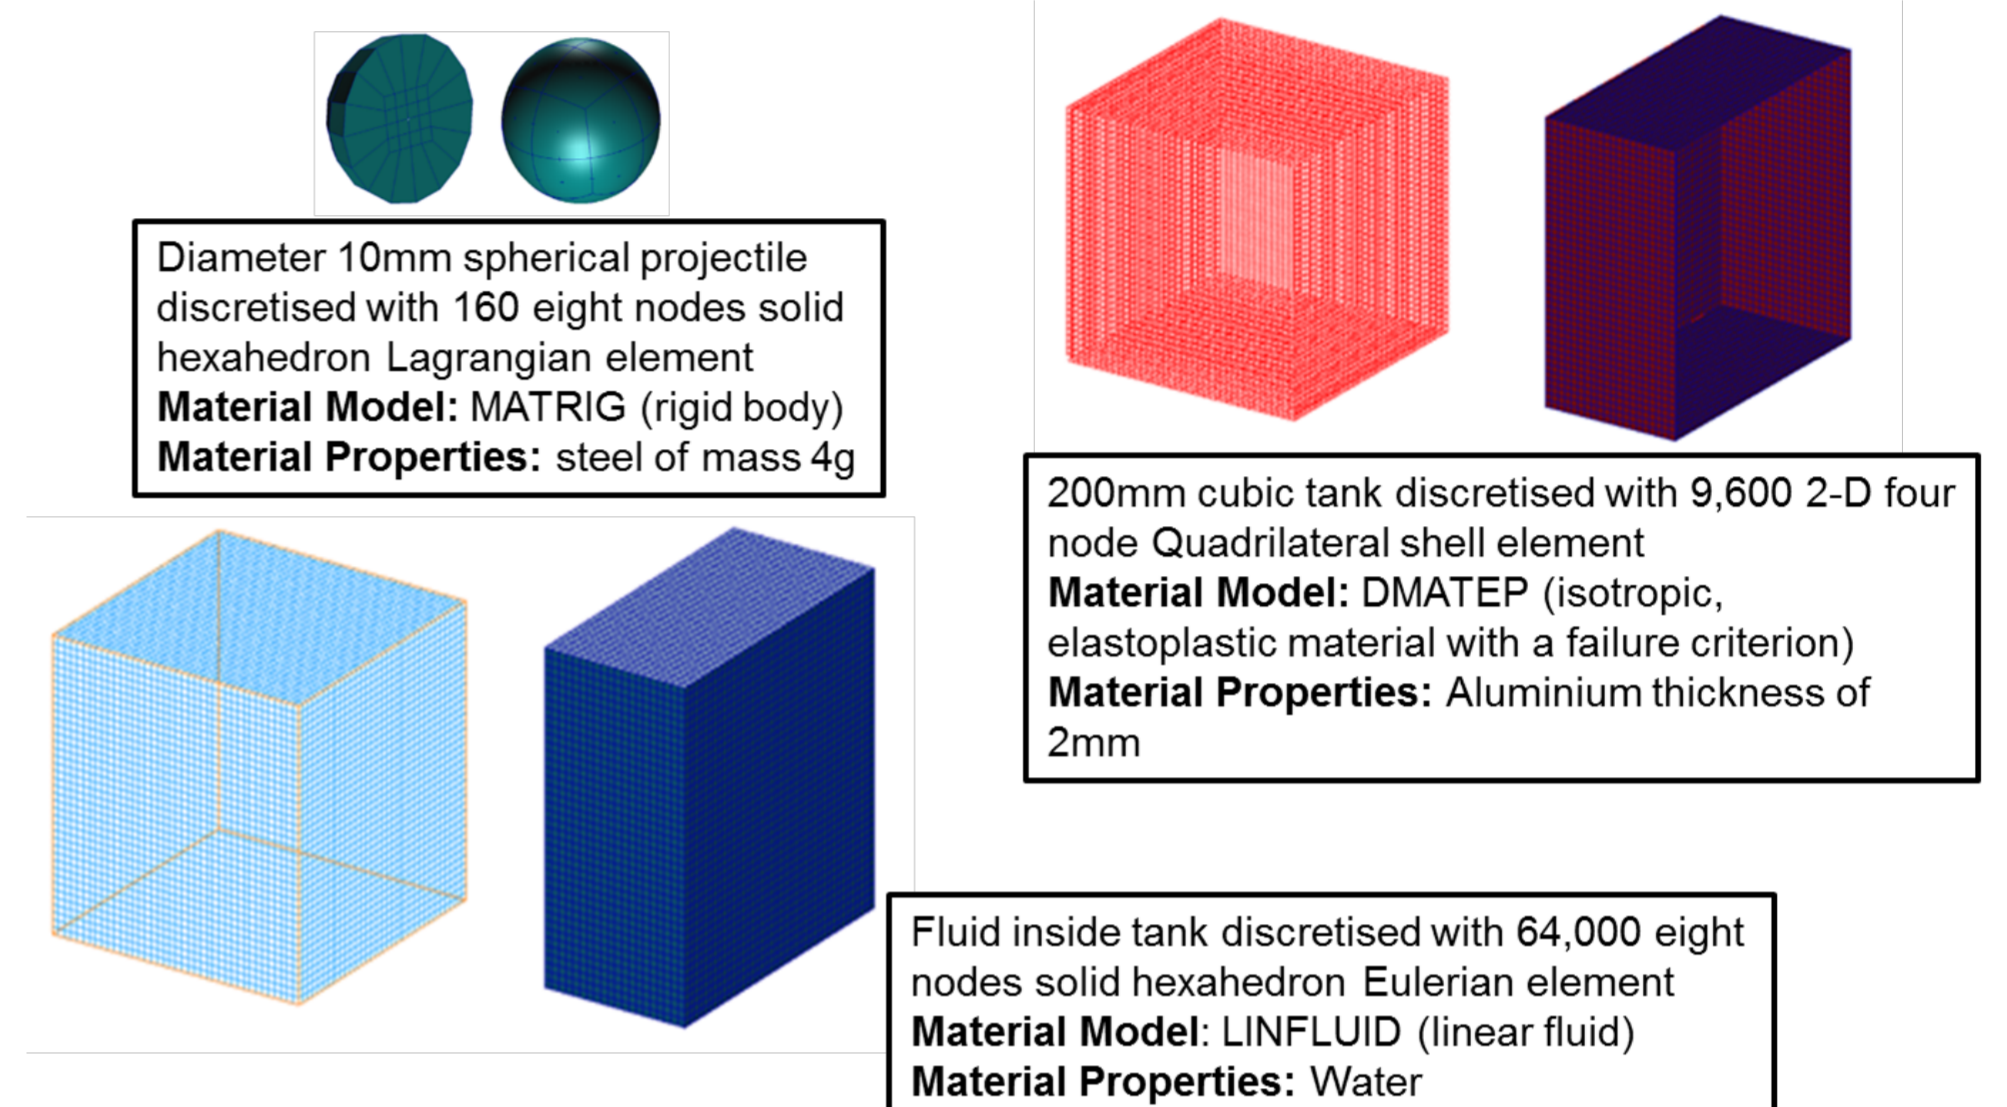 Diameter 10mm spherical projectile
discretised with 160 eight nodes solid
hexahedron Lagrangian element
Material Model: MATRIG (rigid body)
Material Properties: steel of mass 4g
200mm cubic tank discretised with 9,600 2-D four
node Quadrilateral shell element
Material Model: DMATEP (isotropic,
elastoplastic material with a failure criterion)
Material Properties: Aluminium thickness of
2mm
Fluid inside tank discretised with 64,000 eight
nodes solid hexahedron Eulerian element
Material Model: LINFLUID (linear fluid)
Material Properties: Water